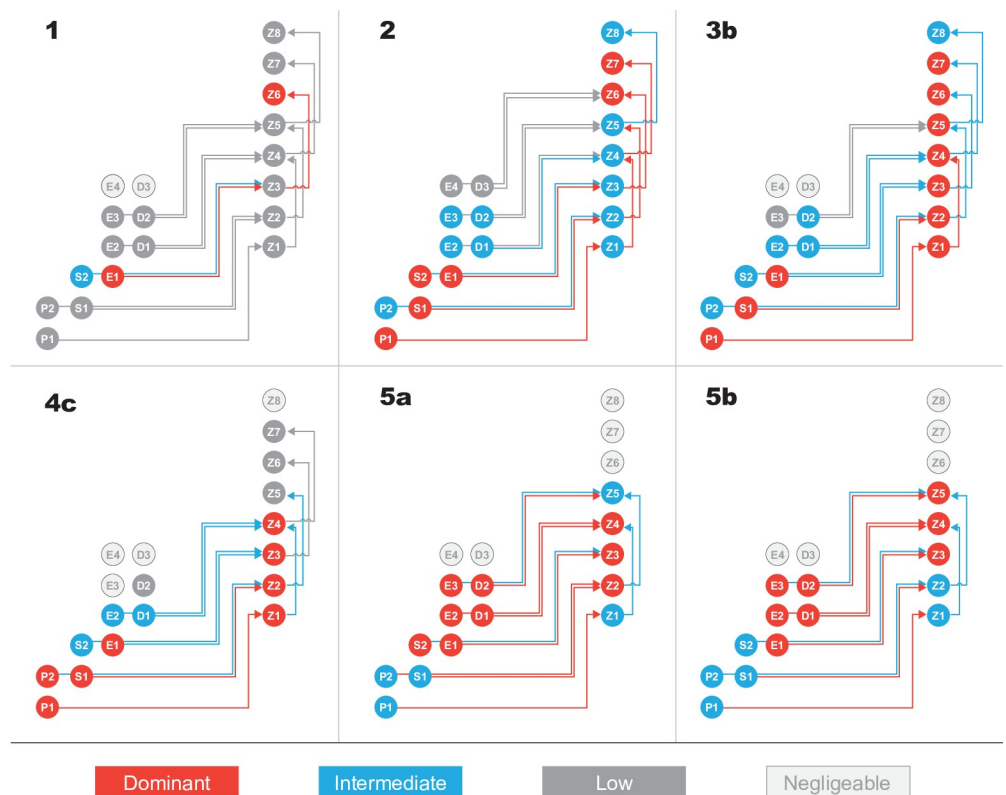 1
Z8
Z7
Z6
Z5
Z4
E4 D3
Z3
E3 D2
Z2
E2 D1
Z1
S2 E1
P2 S1
P1
2
Z8
Z7
Z6
Z5
Z4
E4 D3
Z3
E3 D2
Z2
E2 D1
Z1
S2 E1
P2 S1
P1
3b
Z8
Z7
Z6
Z5
Z4
E4 D3
Z3
E3 D2
Z2
E2 D1
Z1
S2 E1
P2 S1
P1
4c
Z8
Z7
Z6
Z5
Z4
E4 D3
Z3
E3 D2
Z2
E2 D1
Z1
S2 E1
P2 S1
P1
5a
Z8
Z7
Z6
Z5
Z4
E4 D3
Z3
E3 D2
Z2
E2 D1
Z1
S2 E1
P2 S1
P1
5b
Z8
Z7
Z6
Z5
Z4
E4 D3
Z3
E3 D2
Z2
E2 D1
Z1
S2 E1
P2 S1
P1
Dominant Intermediate Low Negligeable